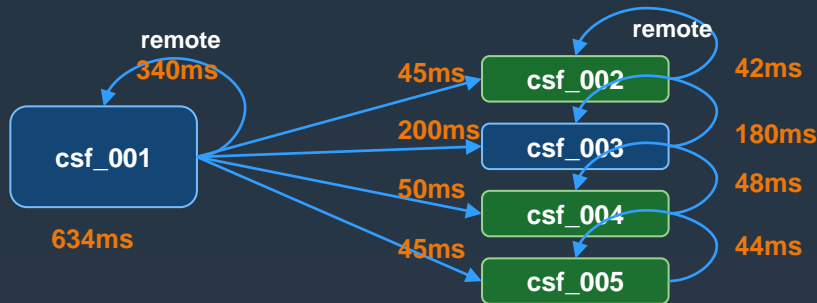 remote
340ms
csf_001
634ms
45ms
200ms
50ms
45ms
remote
csf_002
csf_003
csf_004
csf_005
42ms
180ms
48ms
44ms